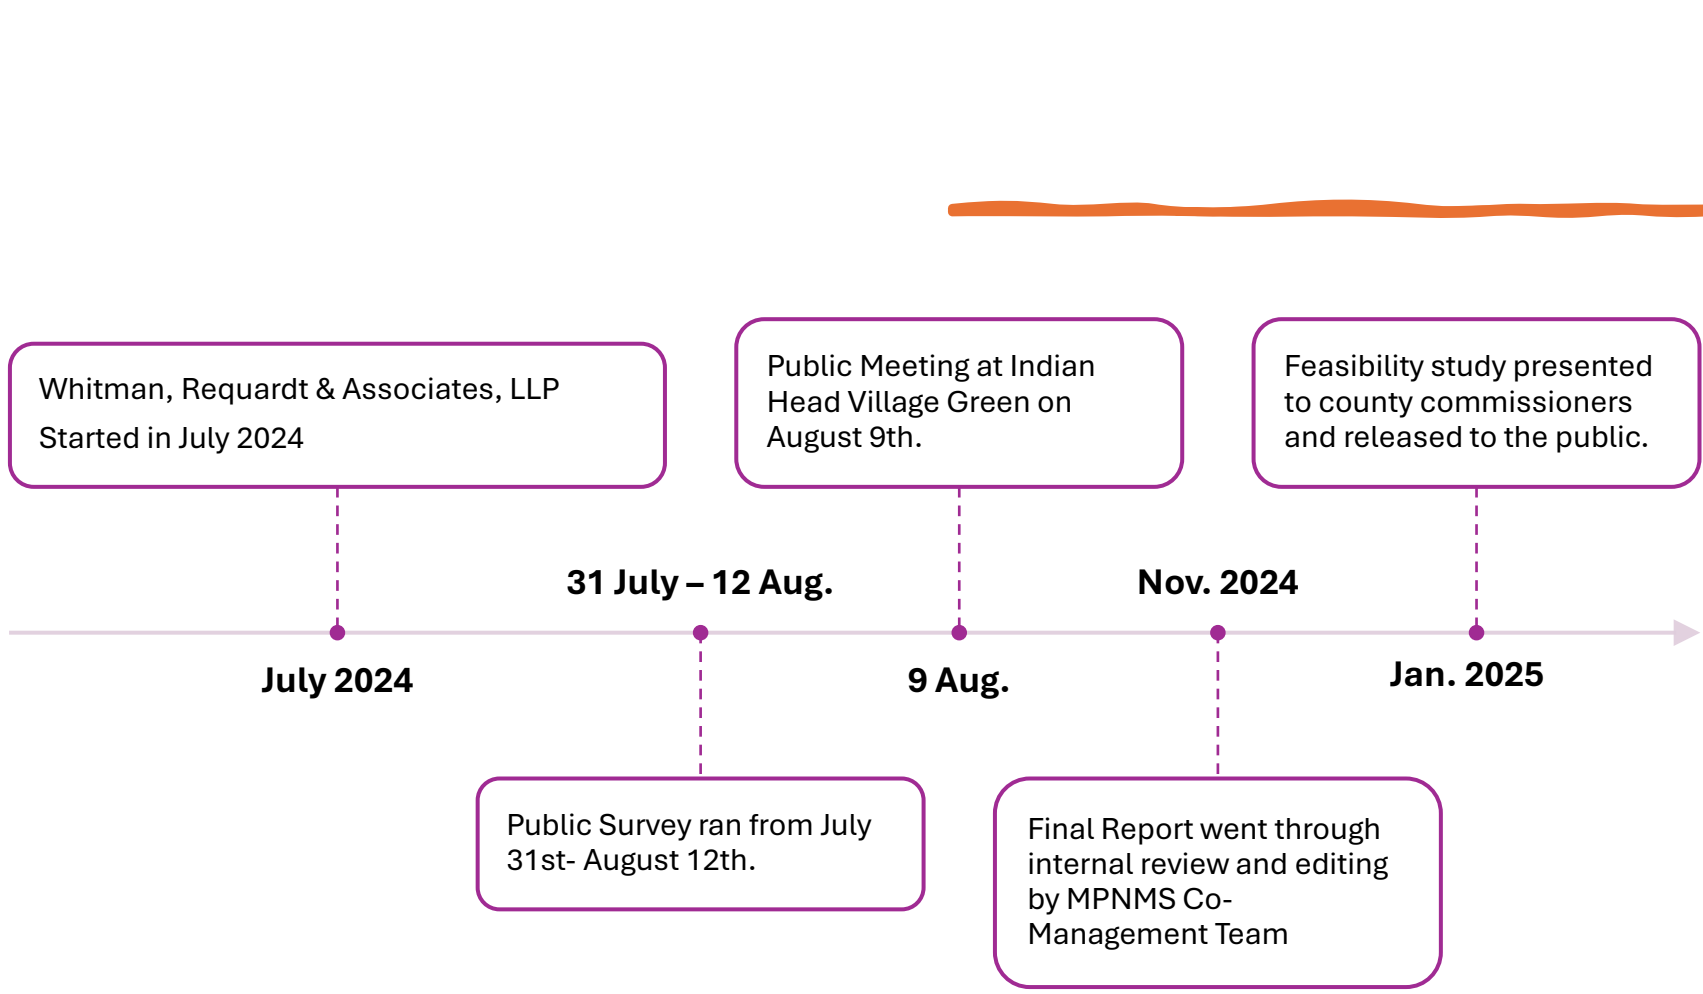 Whitman, Requardt & Associates, LLP
Started in July 2024
Public Meeting at Indian
Head Village Green on
August 9th.
Feasibility study presented
to county commissioners
and released to the public.
31 July – 12 Aug.
Nov. 2024
July 2024
9 Aug.
Jan. 2025
Public Survey ran from July
31st- August 12th.
Final Report went through
internal review and editing
by MPNMS Co-
Management Team